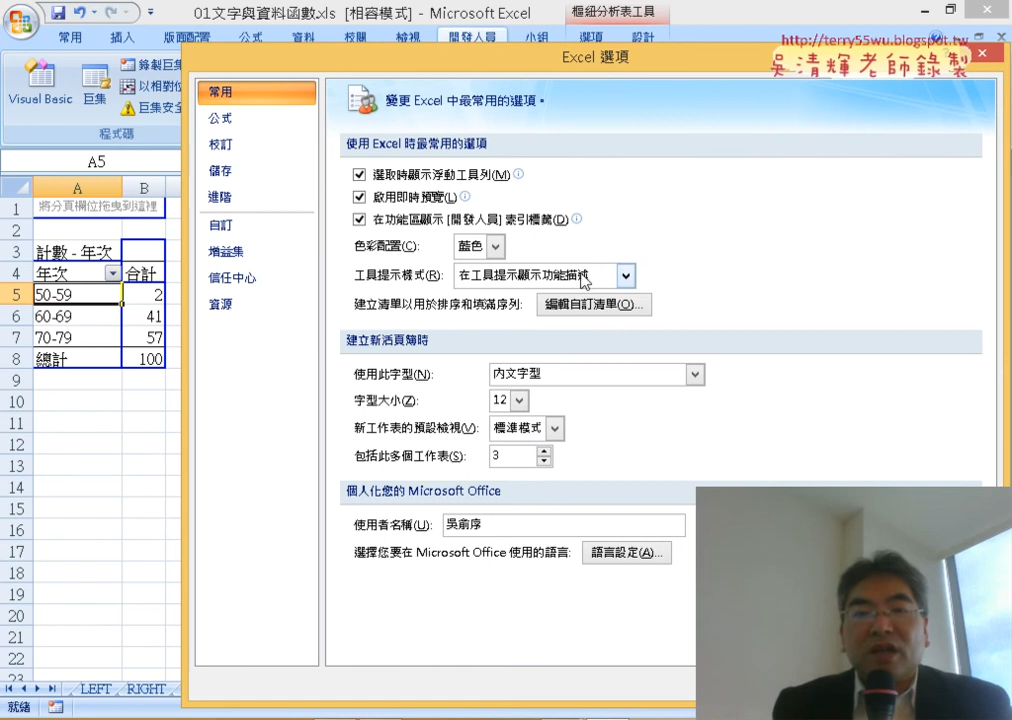 01文字與資料函數.xls [相容模式] - Microsoft Excel
樞紐分析表工具
常用 插入 版面配置 公式 資料 校閱 檢視 開發人員 小組 選項 設計
http://terry55wu.blogspot.tw
吳清輝老師錄製
Excel 選項
Visual Basic 巨集
錄製巨集
以相對位
巨集安全
程式碼
A5
A B
1 將分頁欄位拖曳到這裡
2
3 計數 - 年次
4 年次 合計
5 50-59 2
6 60-69 41
7 70-79 57
8 總計 100
9
10
11
12
13
14
15
16
17
18
19
20
21
22
23
LEFT RIGHT
就緒
常用
公式
校訂
儲存
進階
自訂
增益集
信任中心
資源
變更 Excel 中最常用的選項。
使用 Excel 時最常用的選項
選取時顯示浮動工具列(M)
啟用即時預覽(L)
在功能區顯示 [開發人員] 索引標籤(D)
色彩配置(C): 藍色
工具提示樣式(R): 在工具提示顯示功能描述
建立清單以用於排序和填滿序列: 編輯自訂清單(O)...
建立新活頁簿時
使用此字型(N): 內文字型
字型大小(Z): 12
新工作表的預設檢視(V): 標準模式
包括此多個工作表(S): 3
個人化您的 Microsoft Office
使用者名稱(U):
選擇您要在 Microsoft Office 使用的語言: 語言設定(A)...